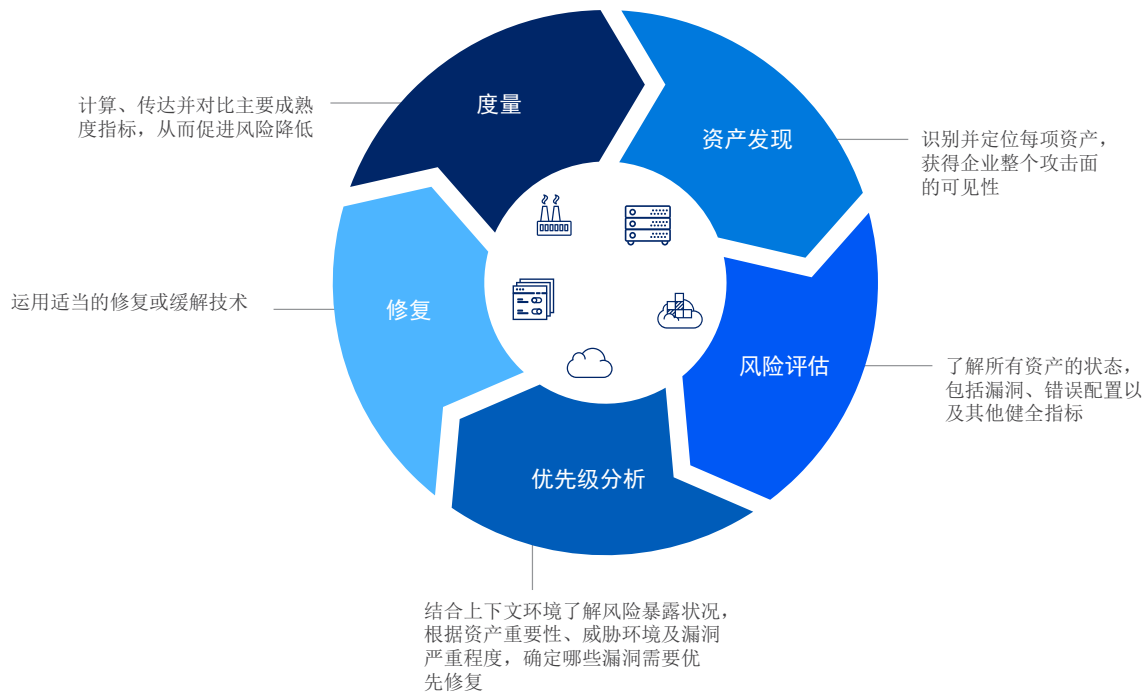 度量
计算、传达并对比主要成熟
度指标，从而促进风险降低
资产发现
识别并定位每项资产，
获得企业整个攻击面
的可见性
修复
运用适当的修复或缓解技术
风险评估
了解所有资产的状态，
包括漏洞、错误配置以
及其他健全指标
优先级分析
结合上下文环境了解风险暴露状况，
根据资产重要性、威胁环境及漏洞
严重程度，确定哪些漏洞需要优
先修复